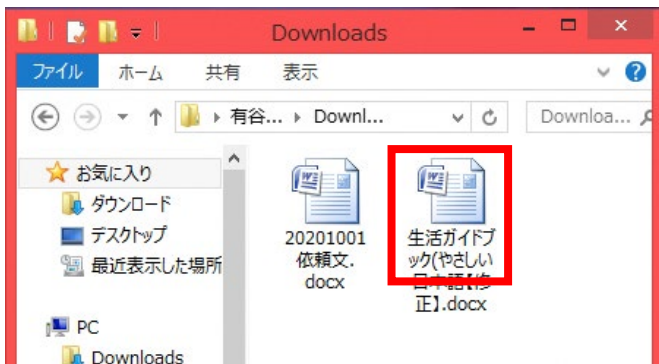 Downloads
ファイル ホーム 共有 表示
有谷... Downl... Downloa...
お気に入り
ダウンロード
デスクトップ
最近表示した場所
PC
Downloads
20201001
依頼文.
docx
生活ガイドブ
ック(やさしい
日本語【修
正】.docx